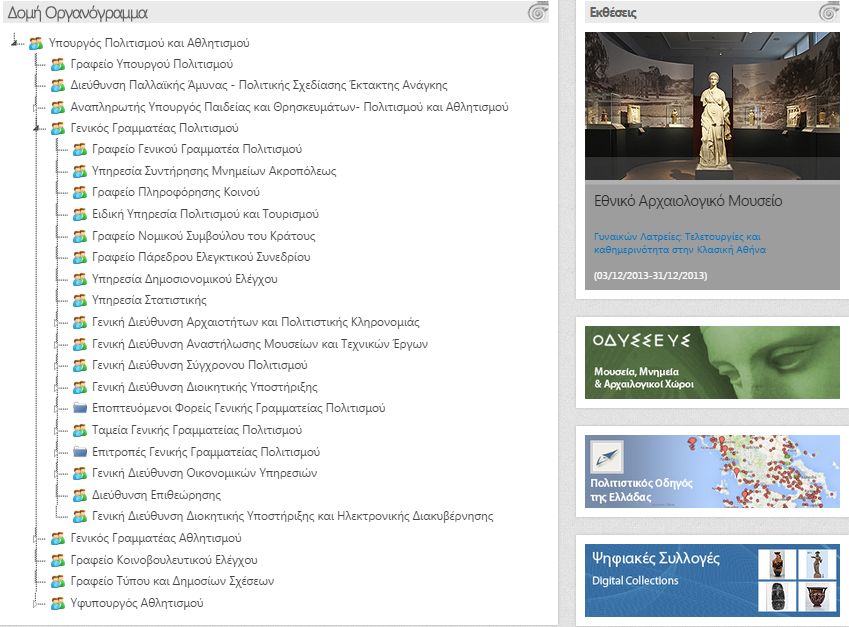 Δομή Οργανόγραμμα
Υπουργός Πολιτισμού και Αθλητισμού
Γραφείο Υπουργού Πολιτισμού
Διεύθυνση Παλλαϊκής Άμυνας - Πολιτικής Σχεδίασης Έκτακτης Ανάγκης
Αναπληρωτής Υπουργός Παιδείας και Θρησκευμάτων- Πολιτισμού και Αθλητισμού
Γενικός Γραμματέας Πολιτισμού
Γραφείο Γενικού Γραμματέα Πολιτισμού
Υπηρεσία Συντήρησης Μνημείων Ακροπόλεως
Γραφείο Πληροφόρησης Κοινού
Ειδική Υπηρεσία Πολιτισμού και Τουρισμού
Γραφείο Νομικού Συμβούλου του Κράτους
Γραφείο Πάρεδρου Ελεγκτικού Συνεδρίου
Υπηρεσία Δημοσιονομικού Ελέγχου
Υπηρεσία Στατιστικής
Γενική Διεύθυνση Αρχαιοτήτων και Πολιτιστικής Κληρονομιάς
Γενική Διεύθυνση Αναστήλωσης Μουσείων και Τεχνικών Έργων
Γενική Διεύθυνση Σύγχρονου Πολιτισμού
Γενική Διεύθυνση Διοικητικής Υποστήριξης
Εποπτευόμενοι Φορείς Γενικής Γραμματείας Πολιτισμού
Ταμεία Γενικής Γραμματείας Πολιτισμού
Επιτροπές Γενικής Γραμματείας Πολιτισμού
Γενική Διεύθυνση Οικονομικών Υπηρεσιών
Διεύθυνση Επιθεώρησης
Γενική Διεύθυνση Διοκητικής Υποστήριξης και Ηλεκτρονικής Διακυβέρνησης
Γενικός Γραμματέας Αθλητισμού
Γραφείο Κοινοβουλευτικού Ελέγχου
Γραφείο Τύπου και Δημοσίων Σχέσεων
Υφυπουργός Αθλητισμού
Εκθέσεις
Εθνικό Αρχαιολογικό Μουσείο
Γυναικών Λατρείες: Τελετουργίες και
καθημερινότητα στην Κλασική Αθήνα
(03/12/2013-31/12/2013)
ΟΔΥΣΣΕΥΣ
Μουσεία, Μνημεία
& Αρχαιλογικοί Χώροι
Πολιτιστικός Οδηγός
της Ελλάδας
Ψηφιακές Συλλογές
Digital Collections